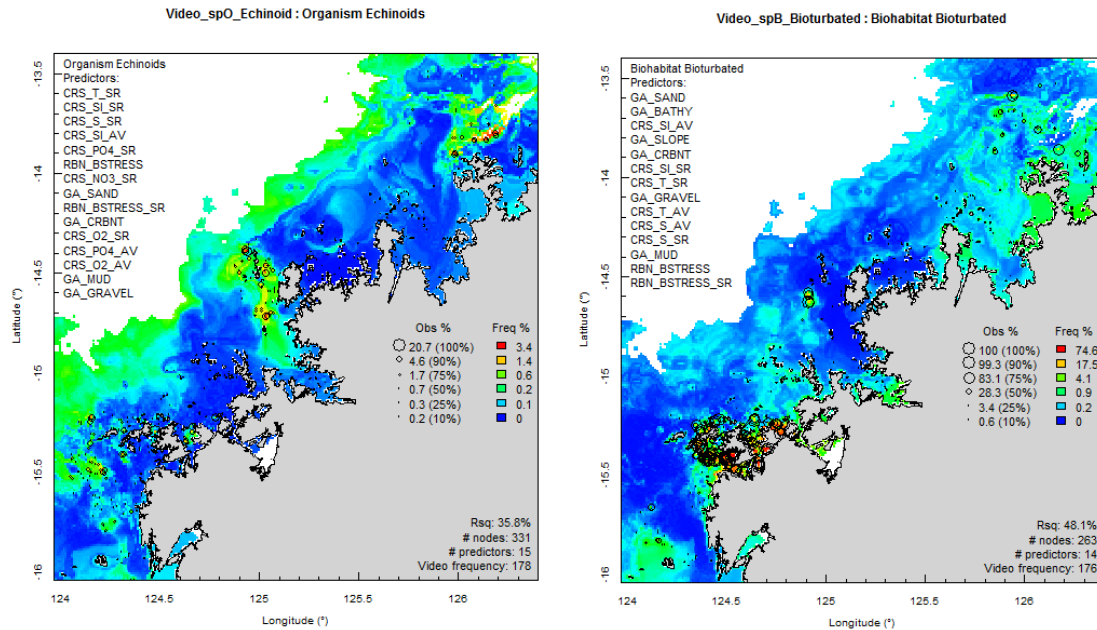 Video_spO_Echinoid : Organism Echinoids
Organism Echinoids
Predictors:
CRS_T_SR
CRS_SI_SR
CRS_S_SR
CRS_SI_AV
CRS_PO4_SR
RBN_BSTRESS
CRS_NO3_SR
GA_SAND
RBN_BSTRESS_SR
GA_CRBNT
CRS_O2_SR
CRS_PO4_AV
CRS_O2_AV
GA_MUD
GA_GRAVEL
Obs % Freq %
20.7 (100%) 3.4
4.6 (90%) 1.4
1.7 (75%) 0.6
0.7 (50%) 0.2
0.3 (25%) 0.1
0.2 (10%) 0
Rsq: 35.8%
# nodes: 331
# predictors: 15
Video frequency: 178
-13.5
-14
-14.5
-15
-15.5
-16
Latitude (°)
124 124.5 125 125.5 126
Longitude (°)
Video_spB_Bioturbated : Biohabitat Bioturbated
Biohabitat Bioturbated
Predictors:
GA_SAND
GA_BATHY
CRS_SI_AV
GA_SLOPE
GA_CRBNT
CRS_SI_SR
CRS_T_SR
GA_GRAVEL
CRS_T_AV
CRS_S_AV
CRS_S_SR
GA_MUD
RBN_BSTRESS
RBN_BSTRESS_SR
Obs % Freq %
100 (100%) 74.6
99.3 (90%) 17.5
83.1 (75%) 4.1
28.3 (50%) 0.9
3.4 (25%) 0.2
0.6 (10%) 0
Rsq: 48.1%
# nodes: 263
# predictors: 14
Video frequency: 176
-13.5
-14
-14.5
-15
-15.5
-16
Latitude (°)
124 124.5 125 125.5 126
Longitude (°)